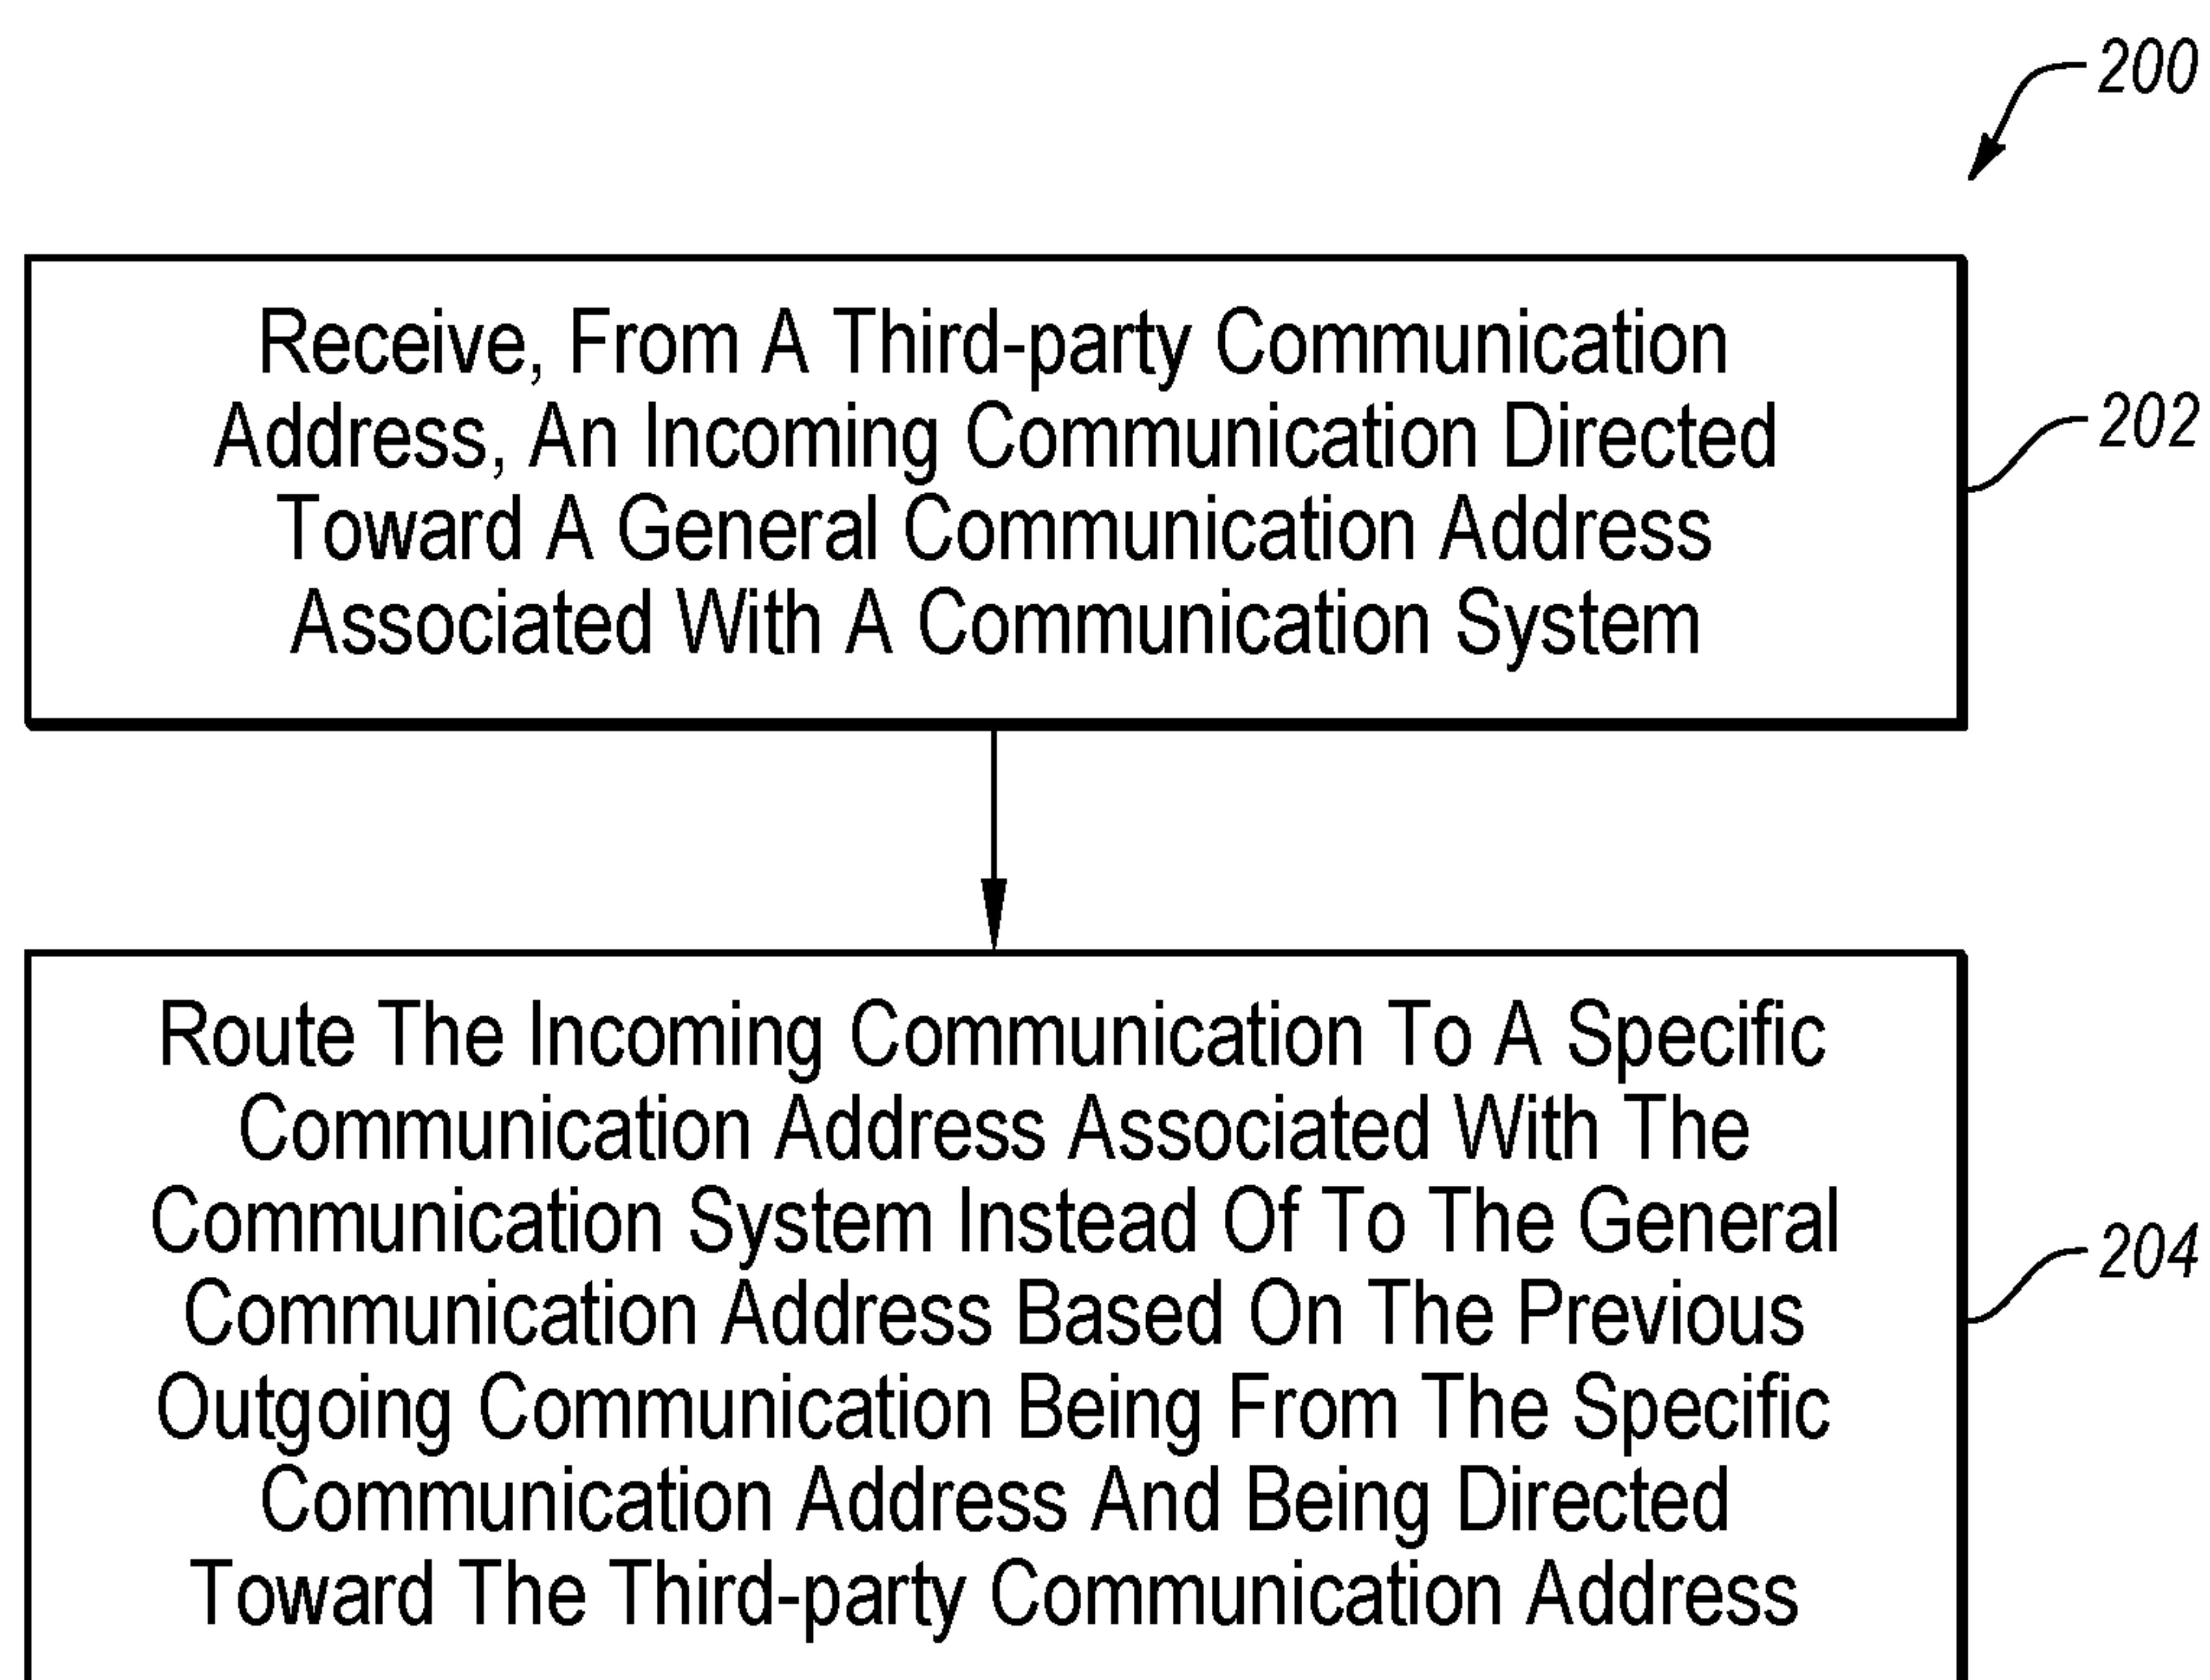 200
Receive, From A Third-party Communication
Address, An Incoming Communication Directed
Toward A General Communication Address
Associated With A Communication System
202
Route The Incoming Communication To A Specific
Communication Address Associated With The
Communication System Instead Of To The General
Communication Address Based On The Previous
Outgoing Communication Being From The Specific
Communication Address And Being Directed
Toward The Third-party Communication Address
204